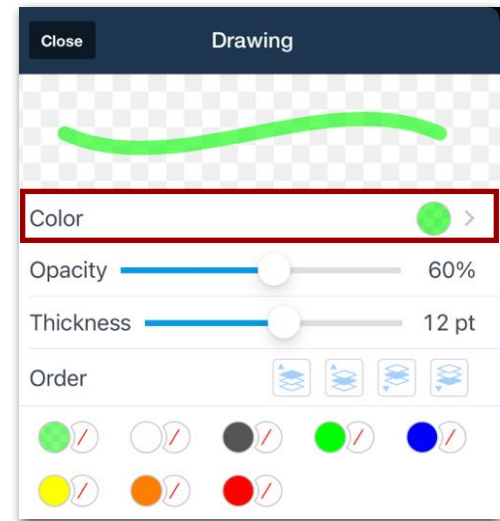 Close Drawing
Color
Opacity 60%
Thickness 12 pt
Order